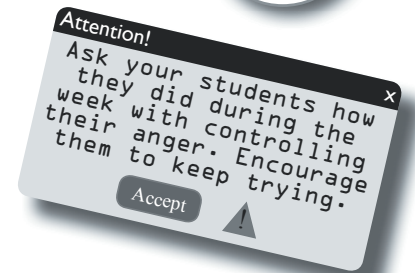 Attention!
x
Ask your students how
they did during the
week with controlling
their anger. Encourage
them to keep trying.
Accept
!